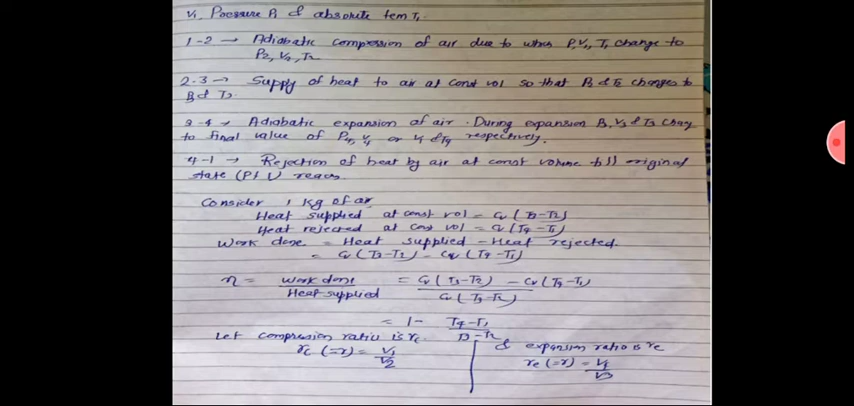 V1, Pressure P1 & absolute tem T1.
1-2 → Adiabatic compession of air due to when P1V1, T1 change to
P2, V2, T2
2-3 → Supply of heat to air at const vol so that P2 & T2 changes to
P3 & T3.
3-4 → Adiabatic expansion of air. During expansion P3, V3 & T3 chang
to final value of P4, V4 or V1 & T4 respectively.
4-1 → Rejection of heat by air at const volume till original
state (Pt 1) reach.
Consider 1 Kg of air
Heat supplied at const vol = Cv (T3-T2)
Heat rejected at const vol = Cv (T4-T1)
Work done = Heat supplied - Heat rejected
= Cv (T3-T2) - Cv (T4-T1)
η = Work done / Heat supplied = Cv (T3-T2) - Cv (T4-T1) / Cv (T3-T2)
= 1 - T4-T1 / T3-T2
Let compression ratio is rc
rc (=r) = V1/V2
& expansion ratio is re
re (=r) = V4/V3